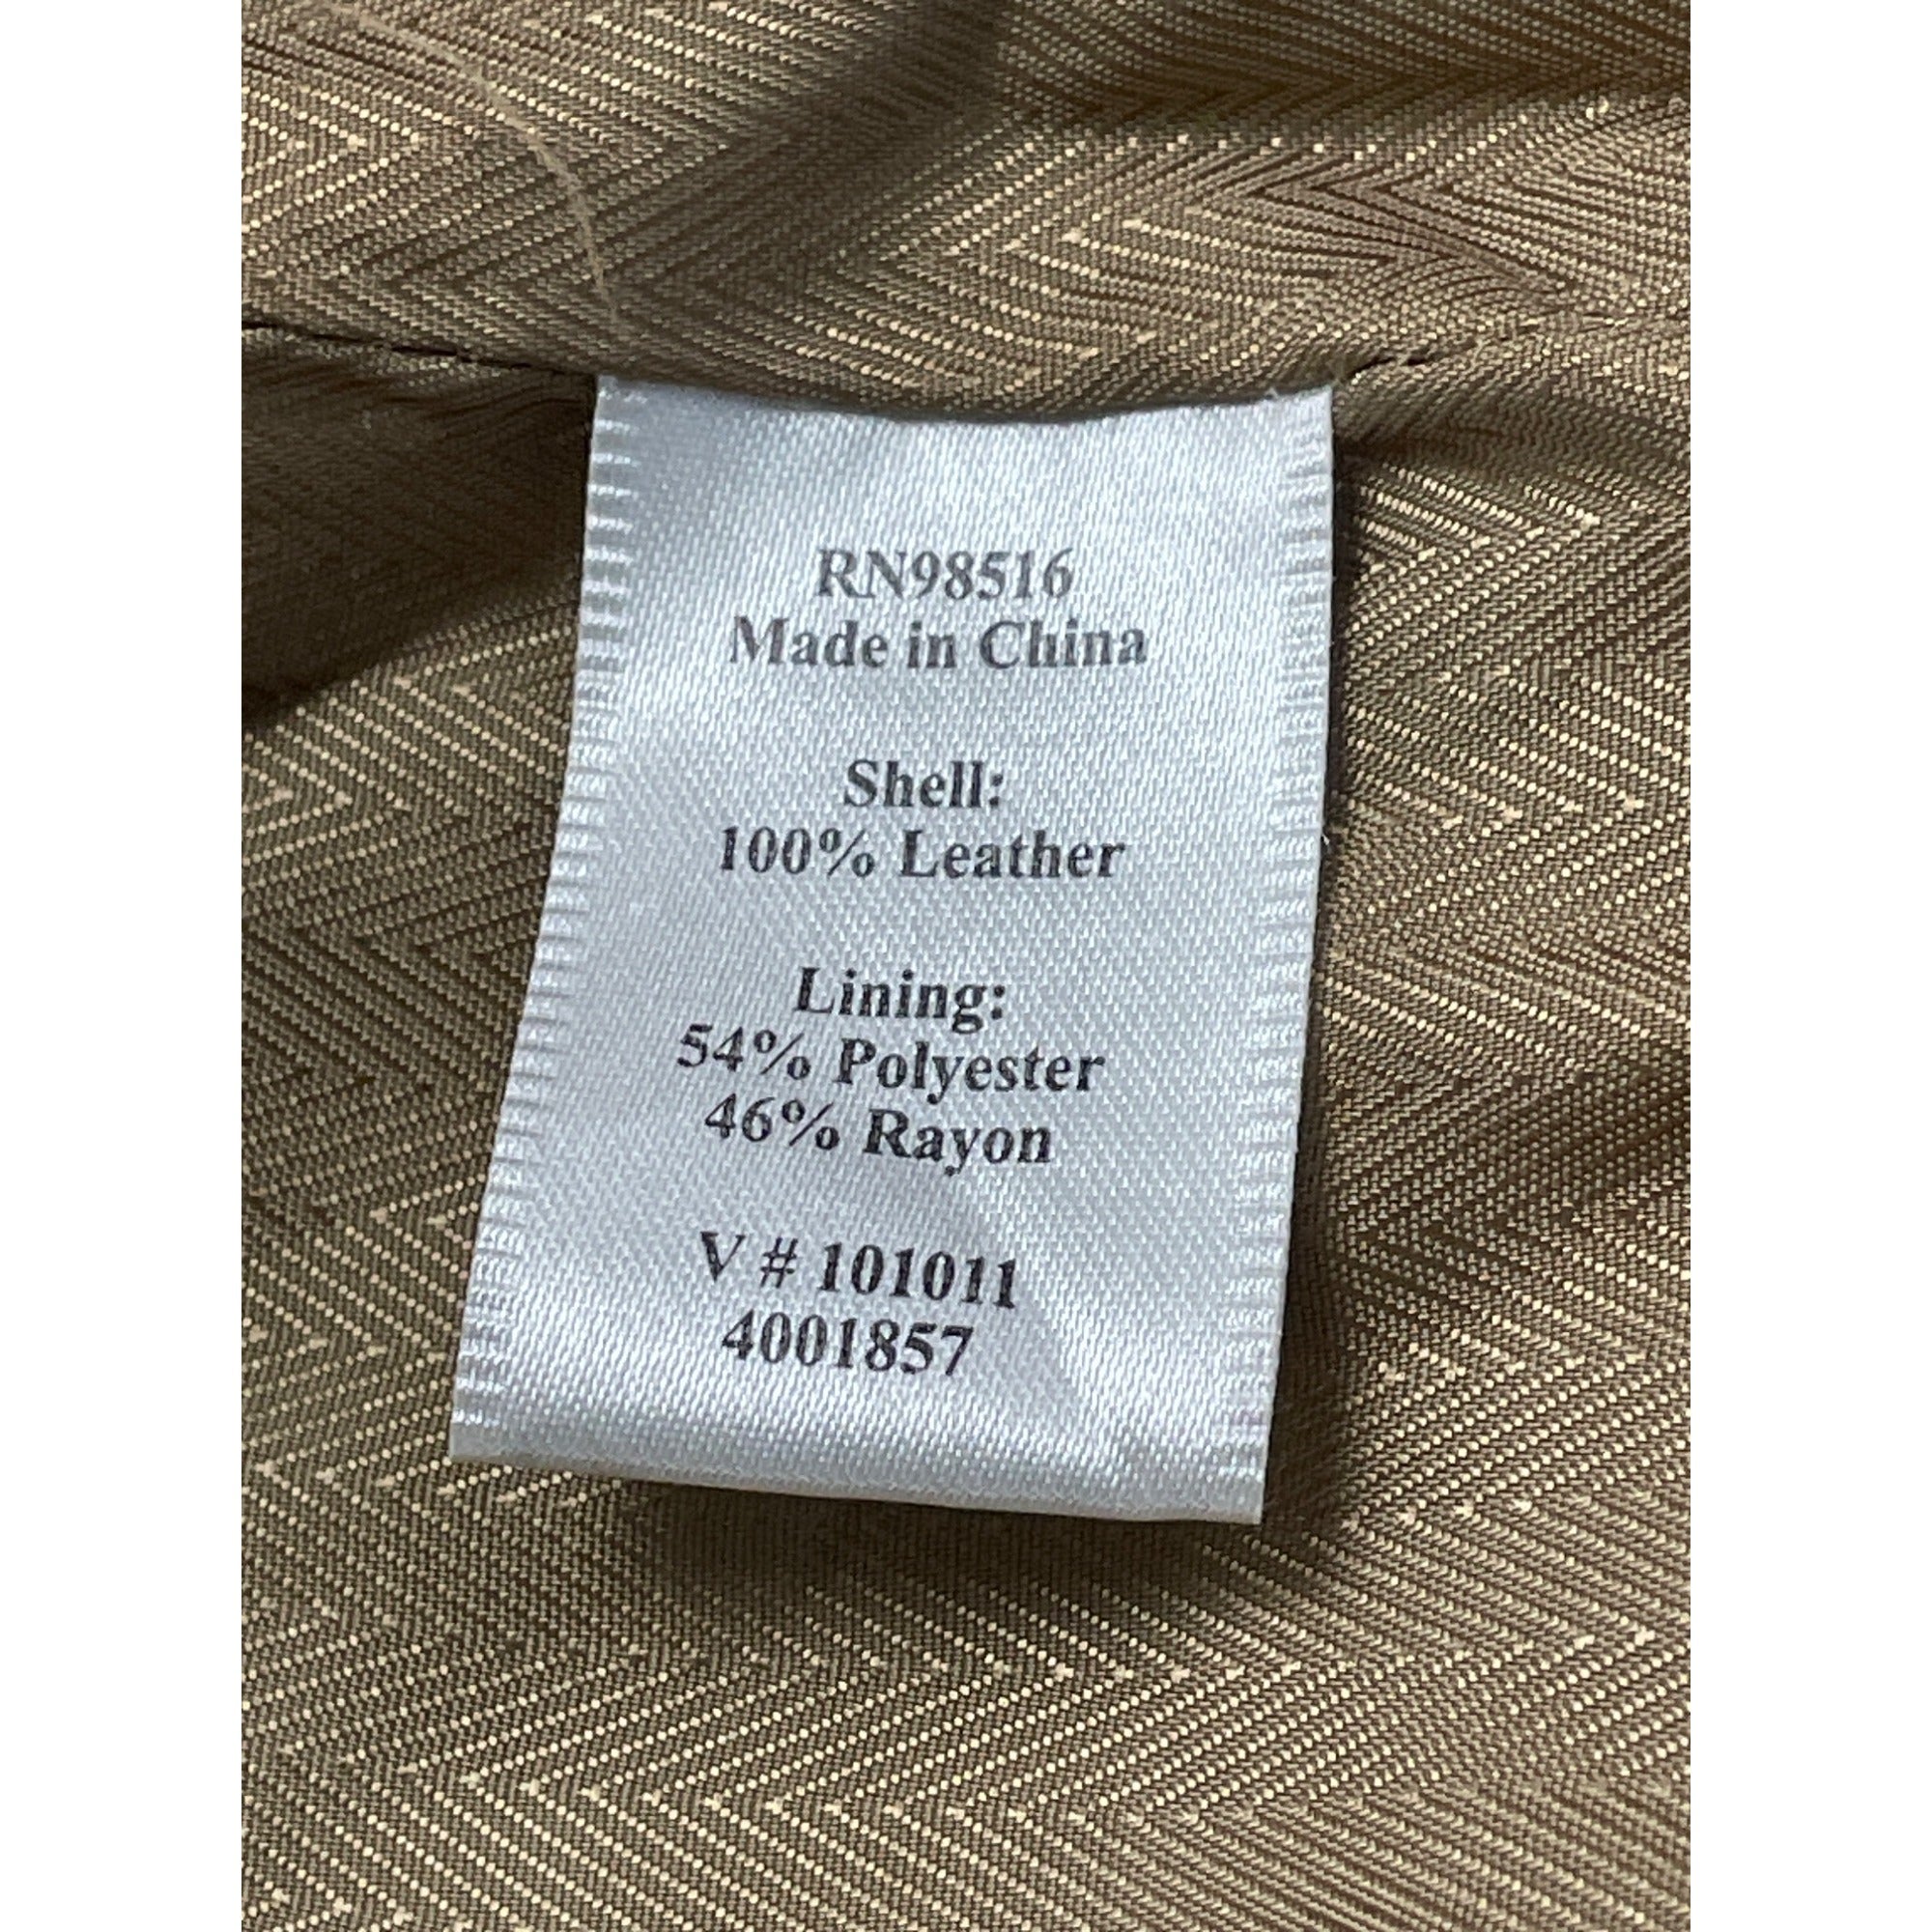 RN98516
Made in China
Shell:
100% Leather
Lining:
54% Polyester
46% Rayon
V # 101011
4001857